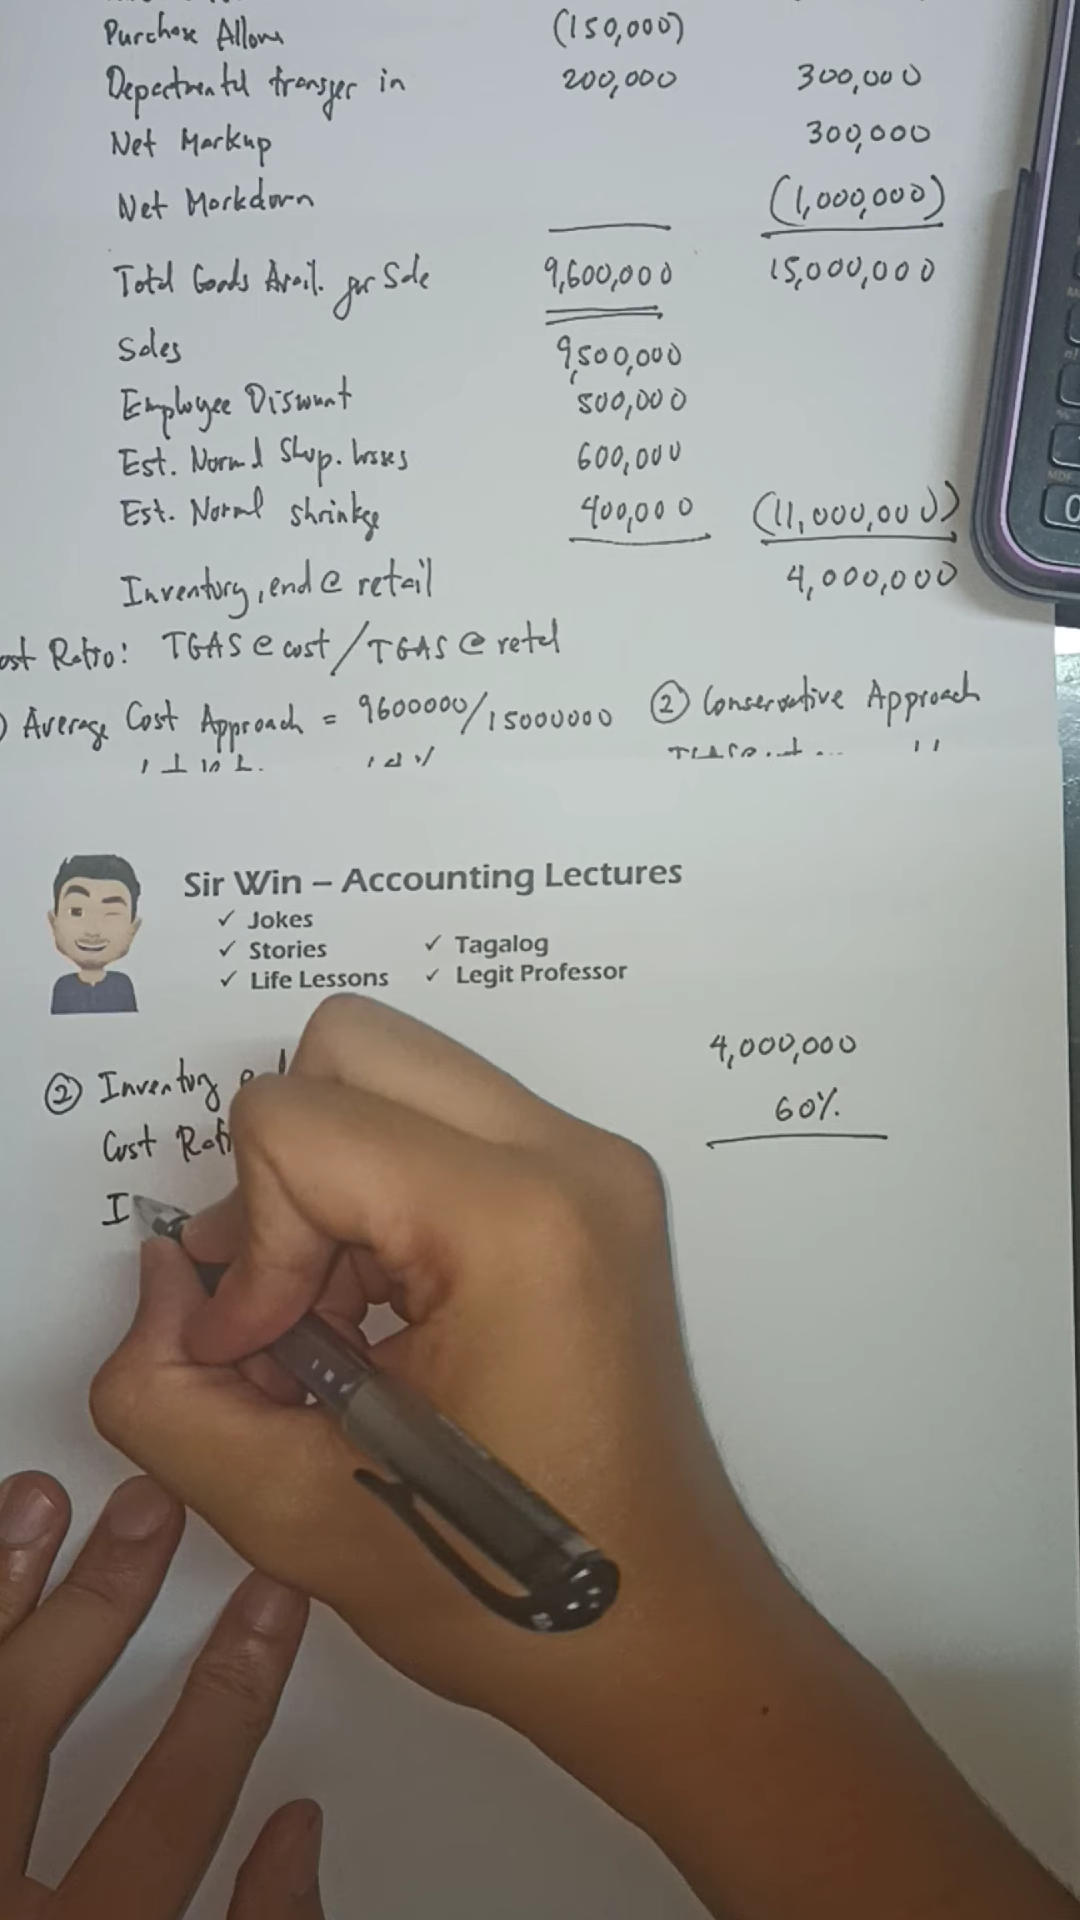 Purchase Allow (150,000)
Departmental transfer in 200,000 300,000
Net Markup 300,000
Net Markdown (1,000,000)
Total Goods Avail. for Sale 9,600,000 15,000,000
Sales 9,500,000
Employee Discount 500,000
Est. Normal Shop. losses 600,000
Est. Normal shrinkge 400,000 (11,000,000)
Inventory, end @ retail 4,000,000
ost Ratio: TGAS @ cost / TGAS @ retail
Average Cost Approach = 9600000/15000000
② Conservative Approach
Sir Win – Accounting Lectures
✓ Jokes
✓ Stories ✓ Tagalog
✓ Life Lessons ✓ Legit Professor
② Inventory 4,000,000
Cost Rati 60%
I
0